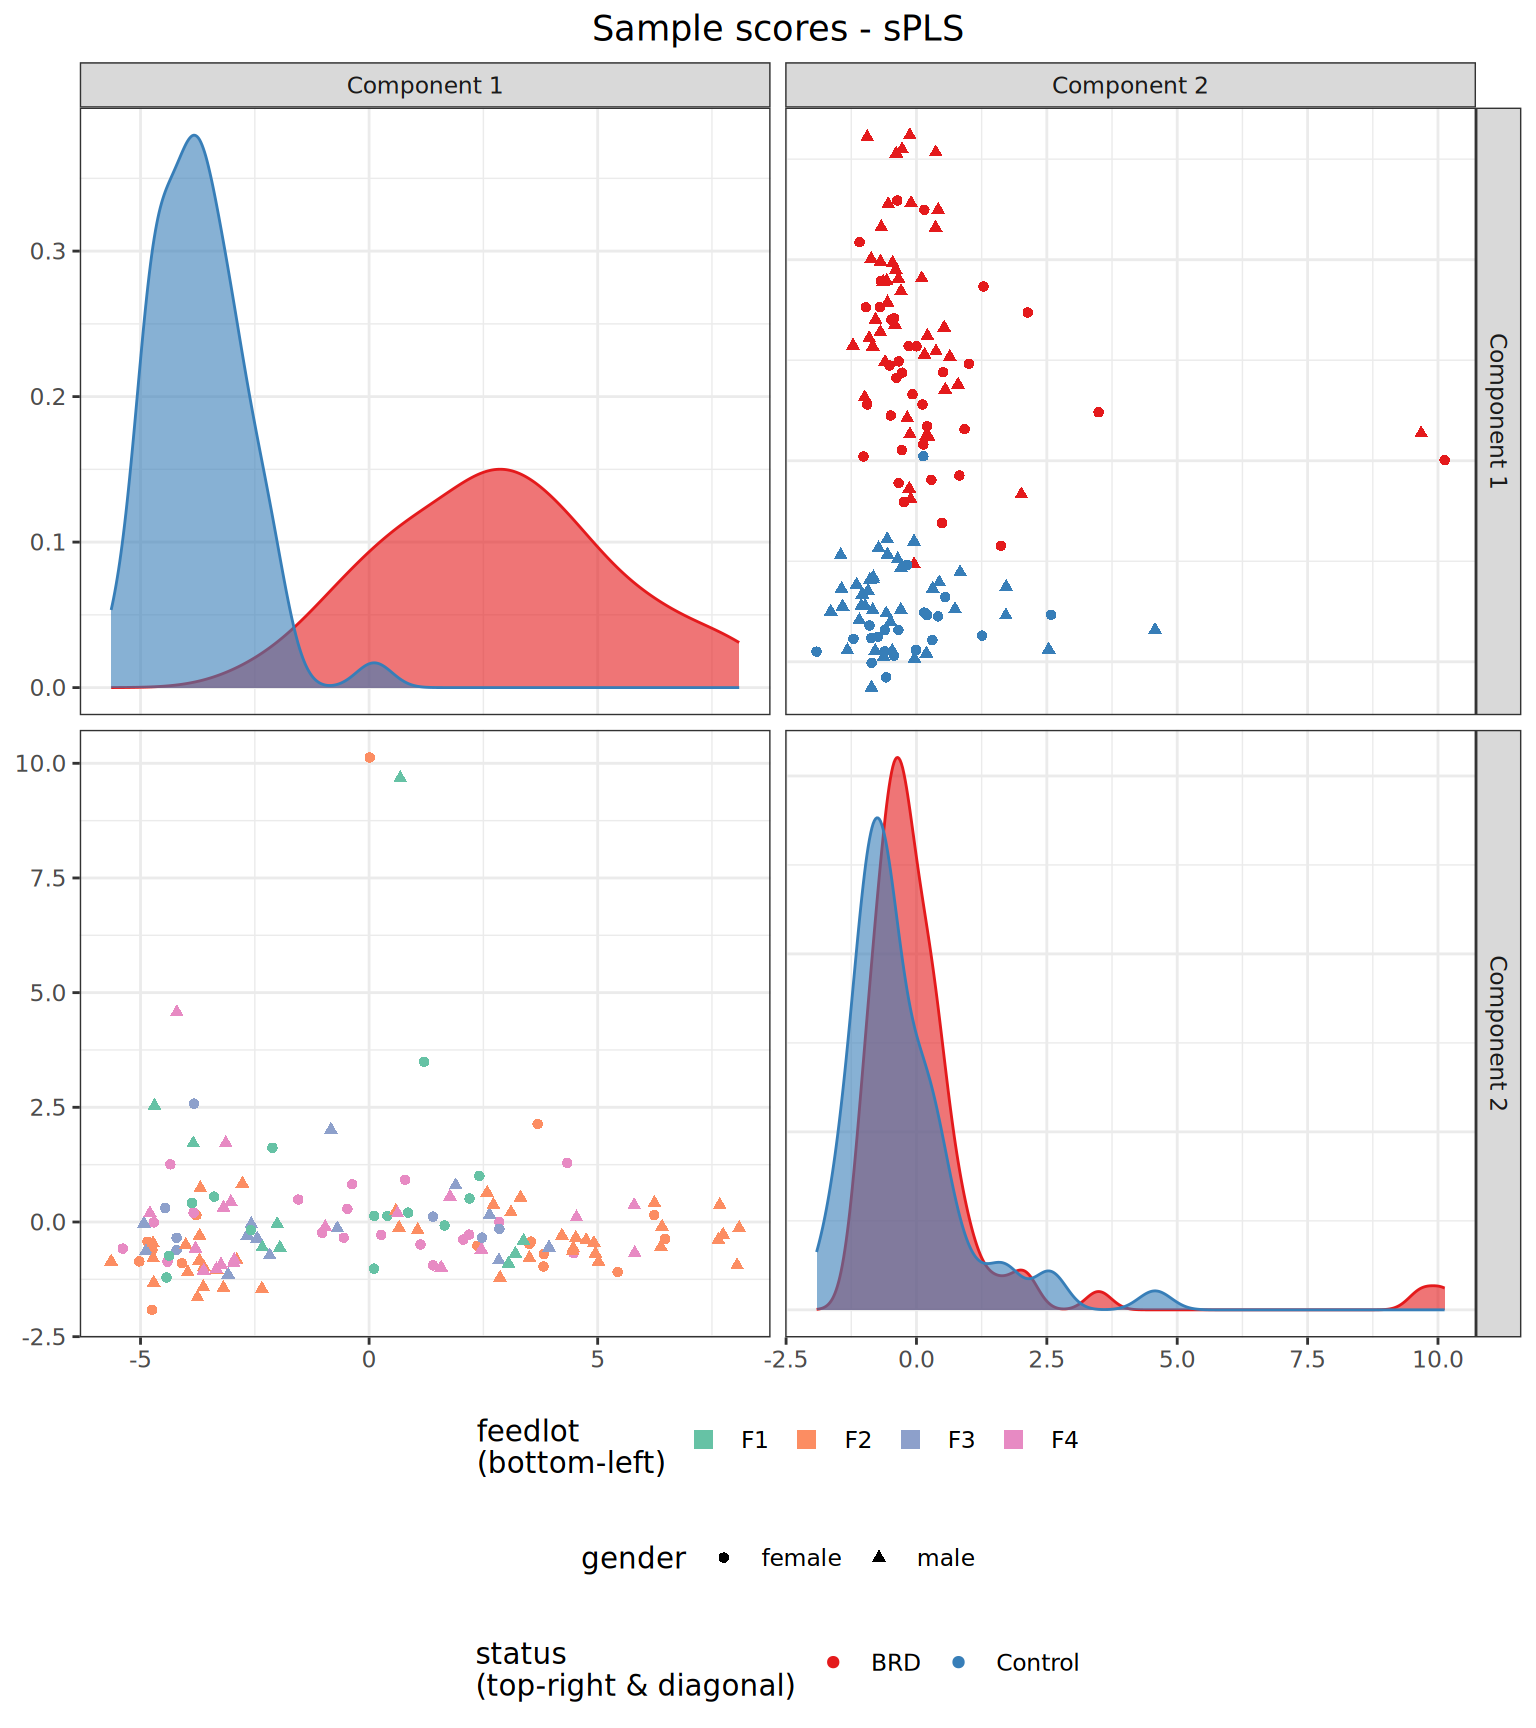 Sample scores - sPLS
Component 1
Component 2
0.3
0.2
0.1
0.0
Component 1
10.0
7.5
5.0
2.5
0.0
-2.5
Component 2
-5
0
5
-2.5
0.0
2.5
5.0
7.5
10.0
feedlot
(bottom-left)
F1
F2
F3
F4
gender
female
male
status
(top-right & diagonal)
BRD
Control